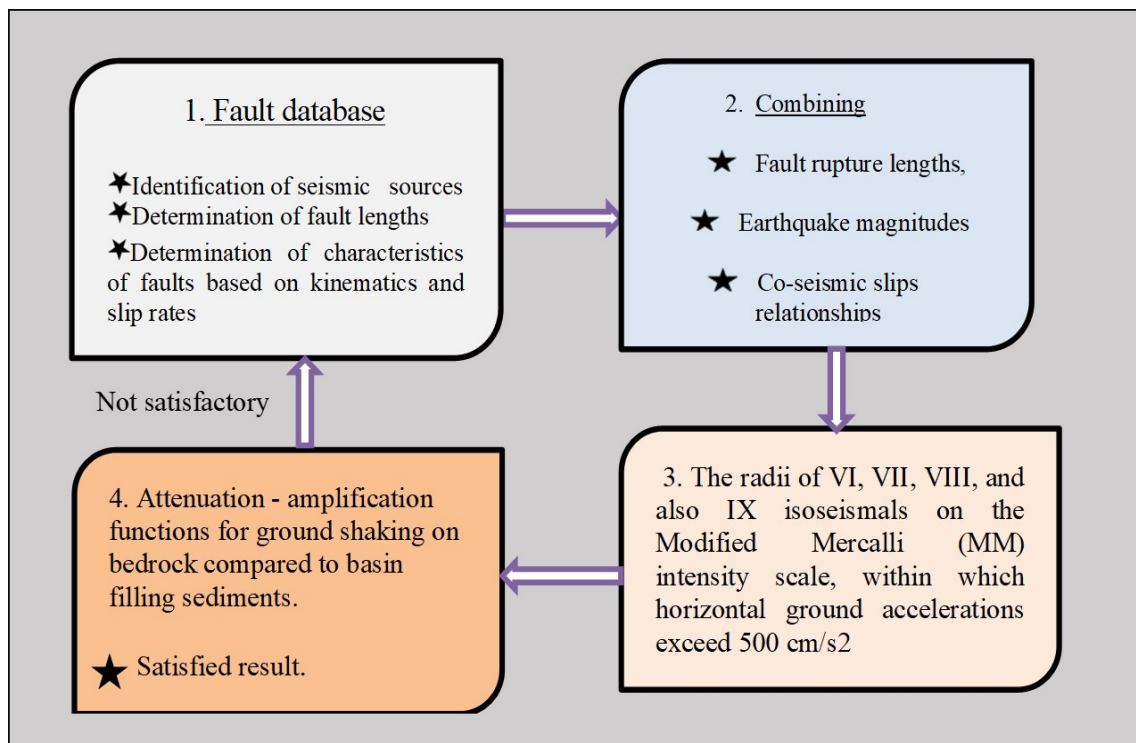 1. Fault database
★Identification of seismic sources
★Determination of fault lengths
★Determination of characteristics
of faults based on kinematics and
slip rates
2. Combining
★ Fault rupture lengths,
★ Earthquake magnitudes
★ Co-seismic slips
relationships
Not satisfactory
3. The radii of VI, VII, VIII, and
also IX isoseismals on the
Modified Mercalli (MM)
intensity scale, within which
horizontal ground accelerations
exceed 500 cm/s2
4. Attenuation - amplification
functions for ground shaking on
bedrock compared to basin
filling sediments.
★ Satisfied result.